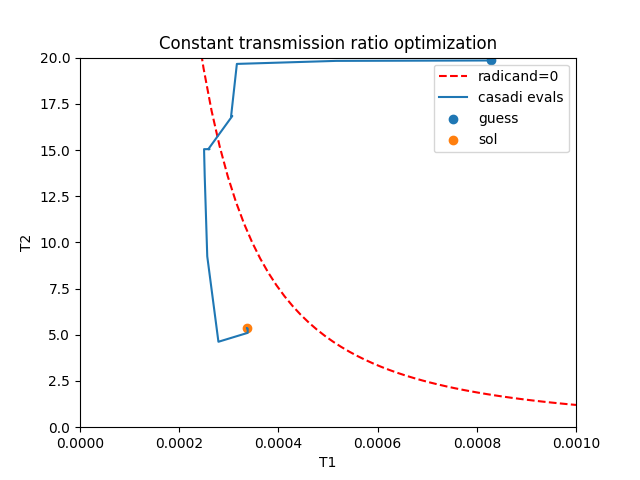 Constant transmission ratio optimization
20.0
17.5
15.0
12.5
10.0
7.5
5.0
2.5
0.0
T2
radicand=0
casadi evals
guess
sol
0.0000
0.0002
0.0004
0.0006
0.0008
0.0010
T1